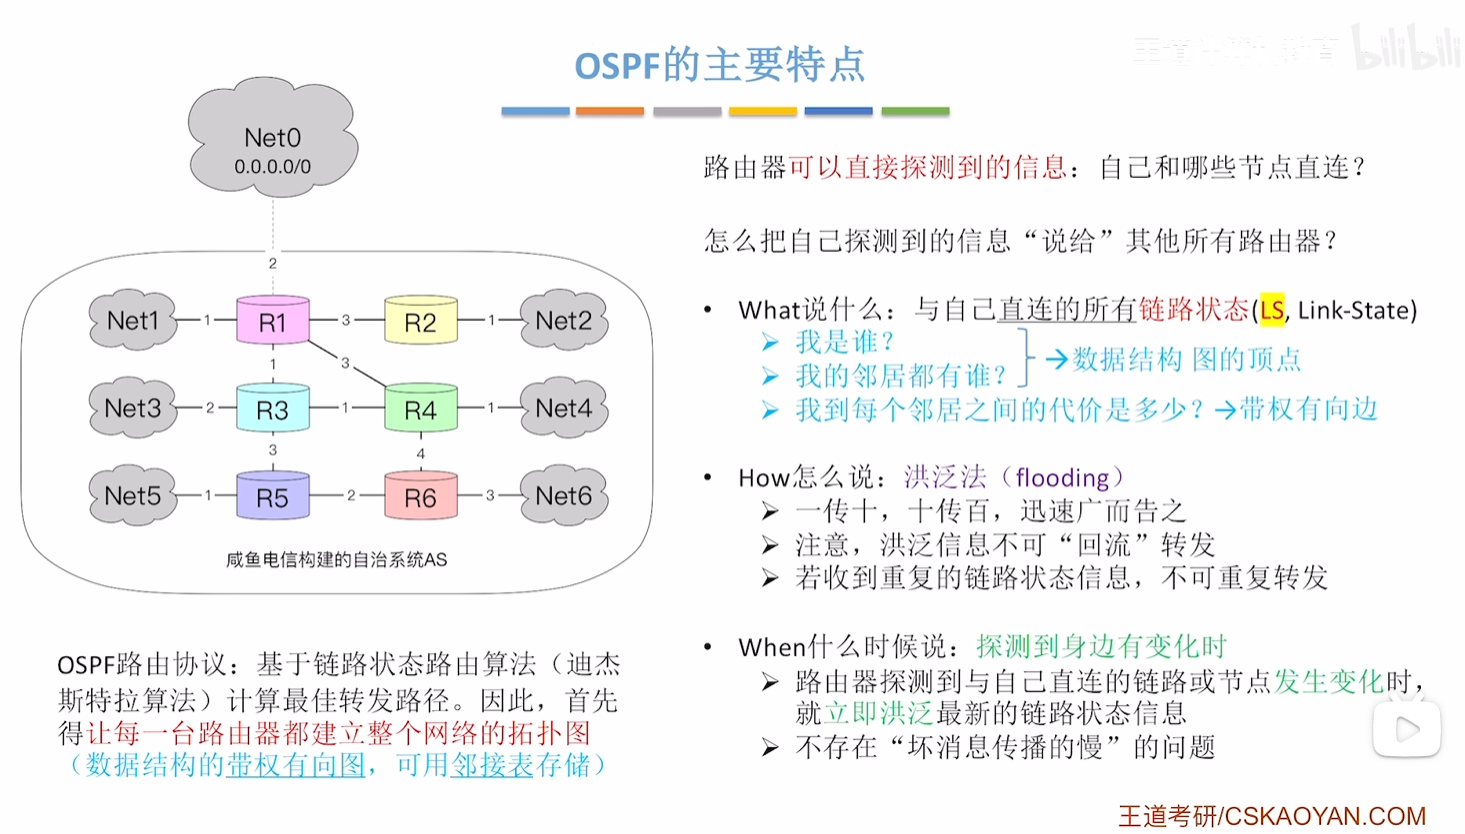 OSPF的主要特点
bilibili
Net0
0.0.0.0/0
2
Net1
1
R1
3
R2
1
Net2
1
3
Net3
2
R3
1
R4
1
Net4
3
4
Net5
1
R5
2
R6
3
Net6
咸鱼电信构建的自治系统AS
OSPF路由协议：基于链路状态路由算法（迪杰
斯特拉算法）计算最佳转发路径。因此，首先
得让每一台路由器都建立整个网络的拓扑图
（数据结构的带权有向图，可用邻接表存储）
路由器可以直接探测到的信息：自己和哪些节点直连？
怎么把自己探测到的信息“说给”其他所有路由器？
• What说什么：与自己直连的所有链路状态(LS, Link-State)
➢ 我是谁？
➢ 我的邻居都有谁？
→数据结构 图的顶点
➢ 我到每个邻居之间的代价是多少？→带权有向边
• How怎么说：洪泛法（flooding）
➢ 一传十，十传百，迅速广而告之
➢ 注意，洪泛信息不可“回流”转发
➢ 若收到重复的链路状态信息，不可重复转发
• When什么时候说：探测到身边有变化时
➢ 路由器探测到与自己直连的链路或节点发生变化时，
就立即洪泛最新的链路状态信息
➢ 不存在“坏消息传播的慢”的问题
王道考研/CSKAOYAN.COM